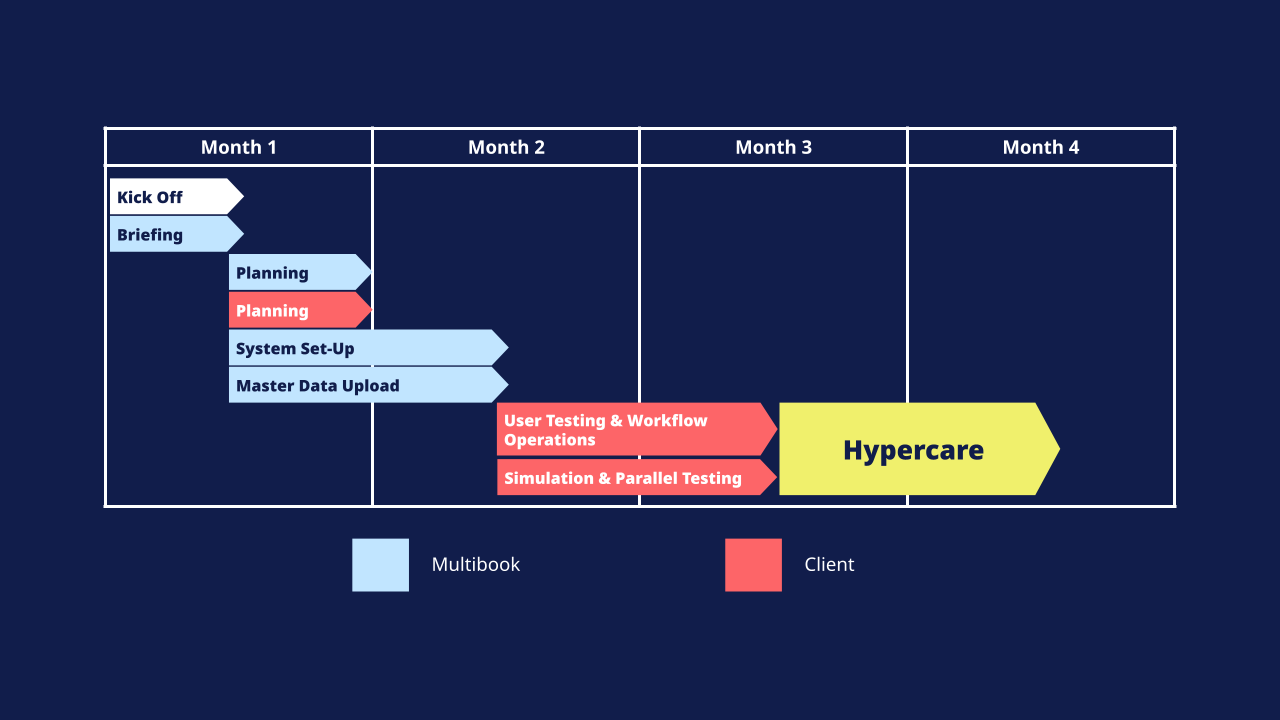 Month 1
Month 2
Month 3
Month 4
Kick Off
Briefing
Planning
Planning
System Set-Up
Master Data Upload
User Testing & Workflow
Operations
Simulation & Parallel Testing
Hypercare
Multibook
Client